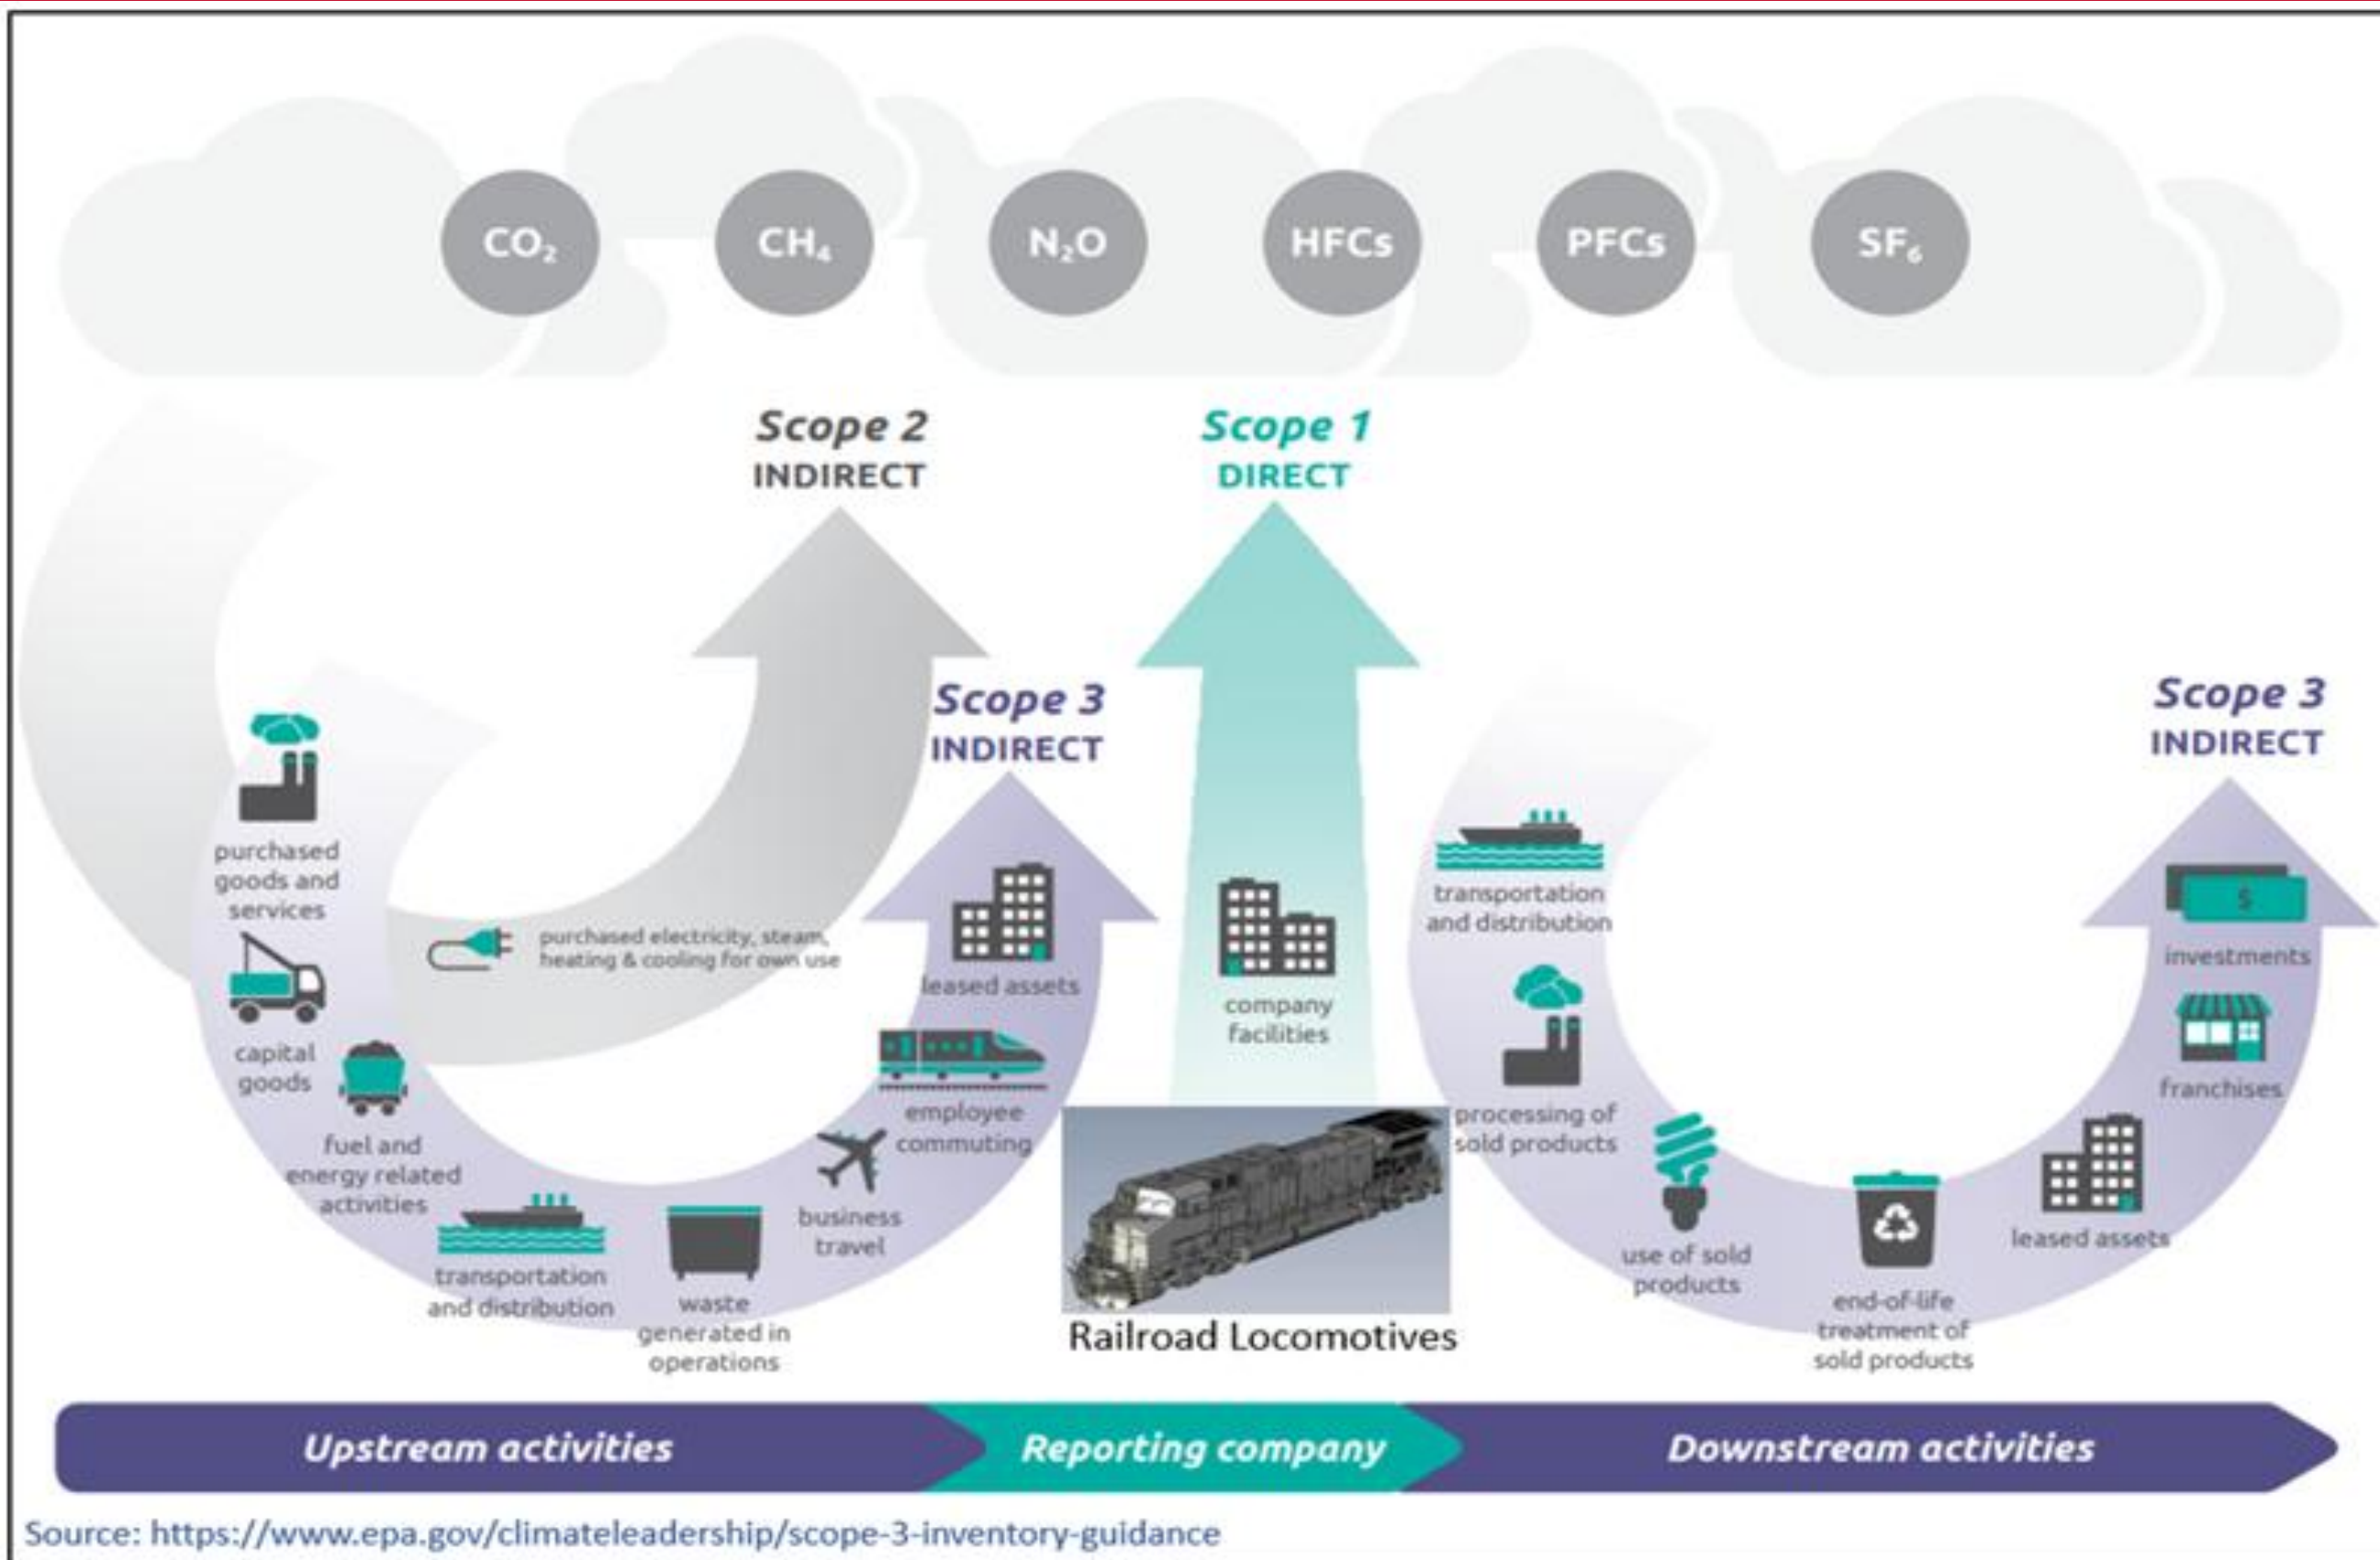 CO₂
CH₄
N₂O
HFCs
PFCs
SF₆
Scope 2
INDIRECT
Scope 1
DIRECT
Scope 3
INDIRECT
Scope 3
INDIRECT
purchased
goods and
services
capital
goods
fuel and
energy related
activities
purchased electricity, steam,
heating & cooling for own use
transportation
and distribution
waste
generated in
operations
business
travel
employee
commuting
leased assets
company
facilities
Railroad Locomotives
transportation
and distribution
processing of
sold products
use of sold
products
end-of-life
treatment of
sold products
leased assets
franchises
$
investments
Upstream activities
Reporting company
Downstream activities
Source: https://www.epa.gov/climateleadership/scope-3-inventory-guidance